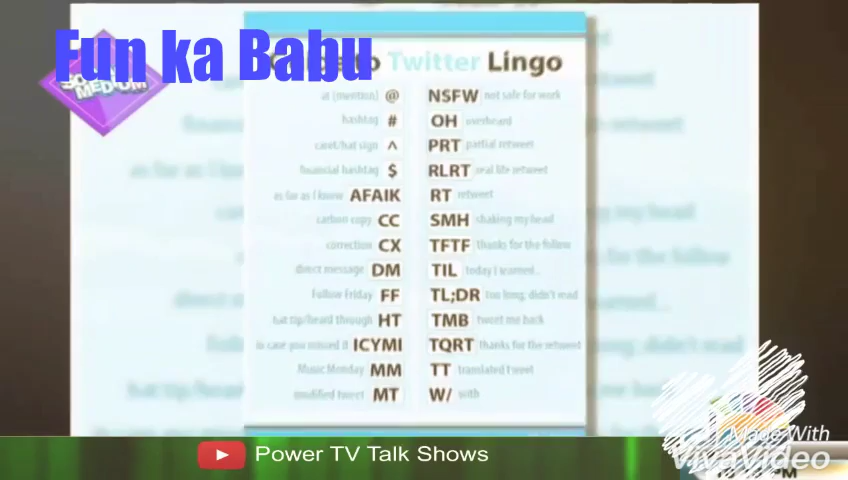 Fun ka Babu
SO
MEDIUM
Twitter Lingo
at (mention) @
hashtag #
caret/hat sign ^
financial hashtag $
as far as I know AFAIK
carbon copy CC
correction CX
direct message DM
Follow Friday FF
hat tip/heard through HT
in case you missed it ICYMI
Music Monday MM
modified tweet MT
NSFW not safe for work
OH overheard
PRT partial retweet
RLRT real life retweet
RT retweet
SMH shaking my head
TFTF thanks for the follow
TIL today I learned...
TL;DR too long; didn't read
TMB tweet me back
TQRT thanks for the retweet
TT translated tweet
W/ with
Power TV Talk Shows
Made With
VivaVideo
PM